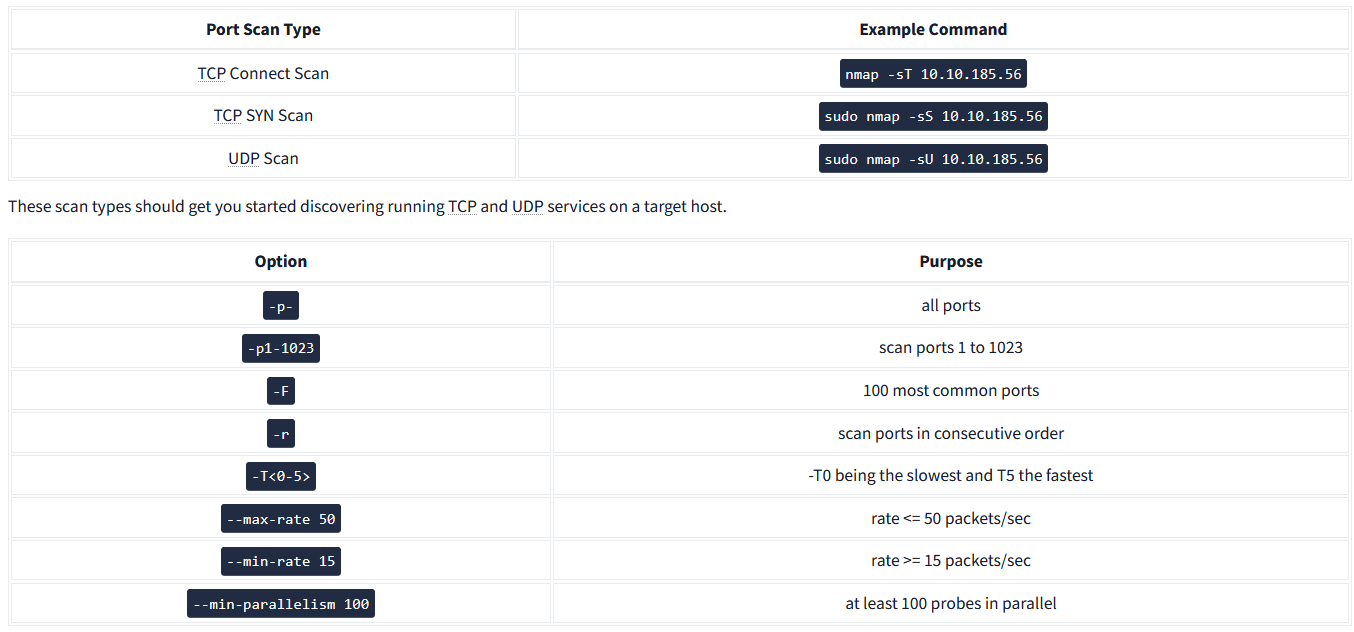 Port Scan Type Example Command
TCP Connect Scan nmap -sT 10.10.185.56
TCP SYN Scan sudo nmap -sS 10.10.185.56
UDP Scan sudo nmap -sU 10.10.185.56
These scan types should get you started discovering running TCP and UDP services on a target host.
Option Purpose
-p- all ports
-p1-1023 scan ports 1 to 1023
-F 100 most common ports
-r scan ports in consecutive order
-T<0-5> -T0 being the slowest and T5 the fastest
--max-rate 50 rate <= 50 packets/sec
--min-rate 15 rate >= 15 packets/sec
--min-parallelism 100 at least 100 probes in parallel